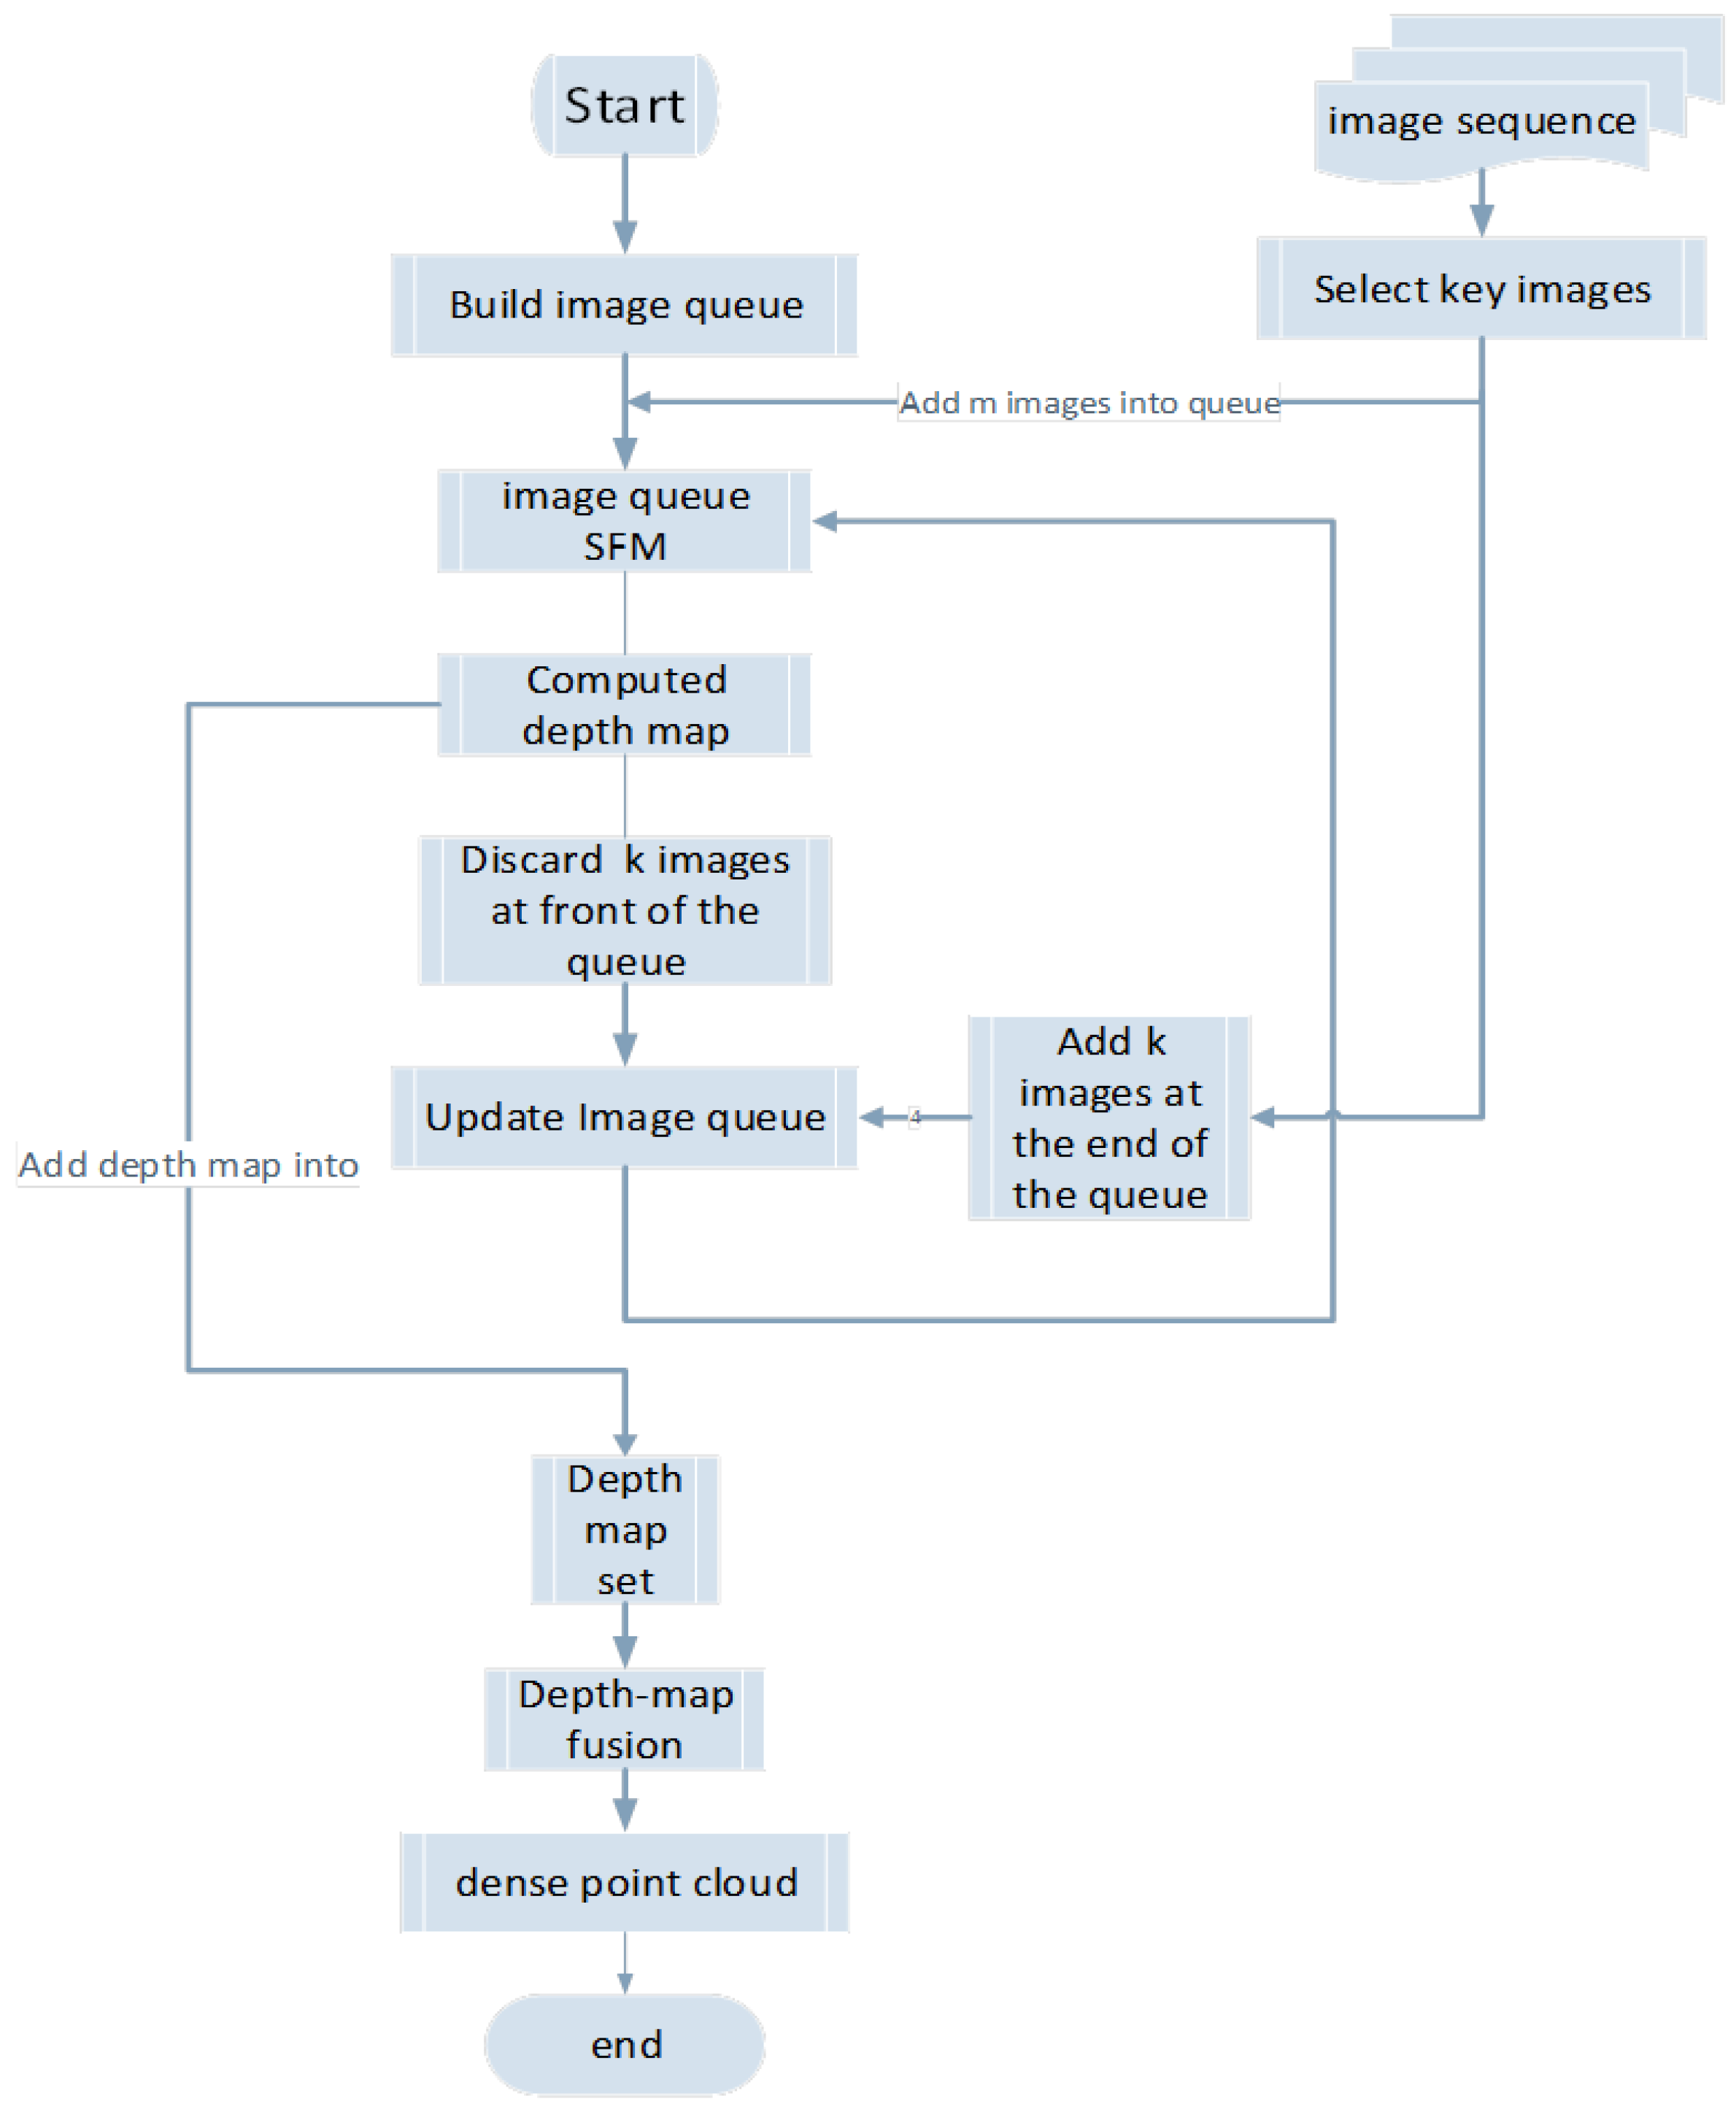 Start
image sequence
Build image queue
Select key images
Add m images into queue
image queue
SFM
Computed
depth map
Discard k images
at front of the
queue
Update Image queue
4
Add k
images at
the end of
the queue
Add depth map into
Depth
map
set
Depth-map
fusion
dense point cloud
end